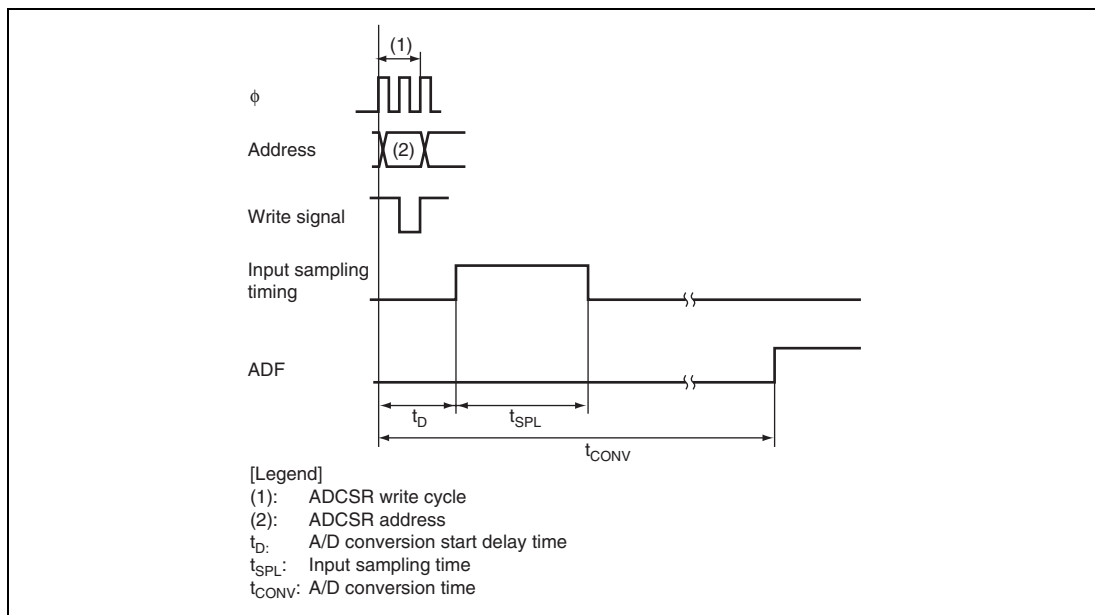 (1)
ϕ
Address
(2)
Write signal
Input sampling
timing
ADF
tD
tSPL
tCONV
[Legend]
(1): ADCSR write cycle
(2): ADCSR address
tD: A/D conversion start delay time
tSPL: Input sampling time
tCONV: A/D conversion time